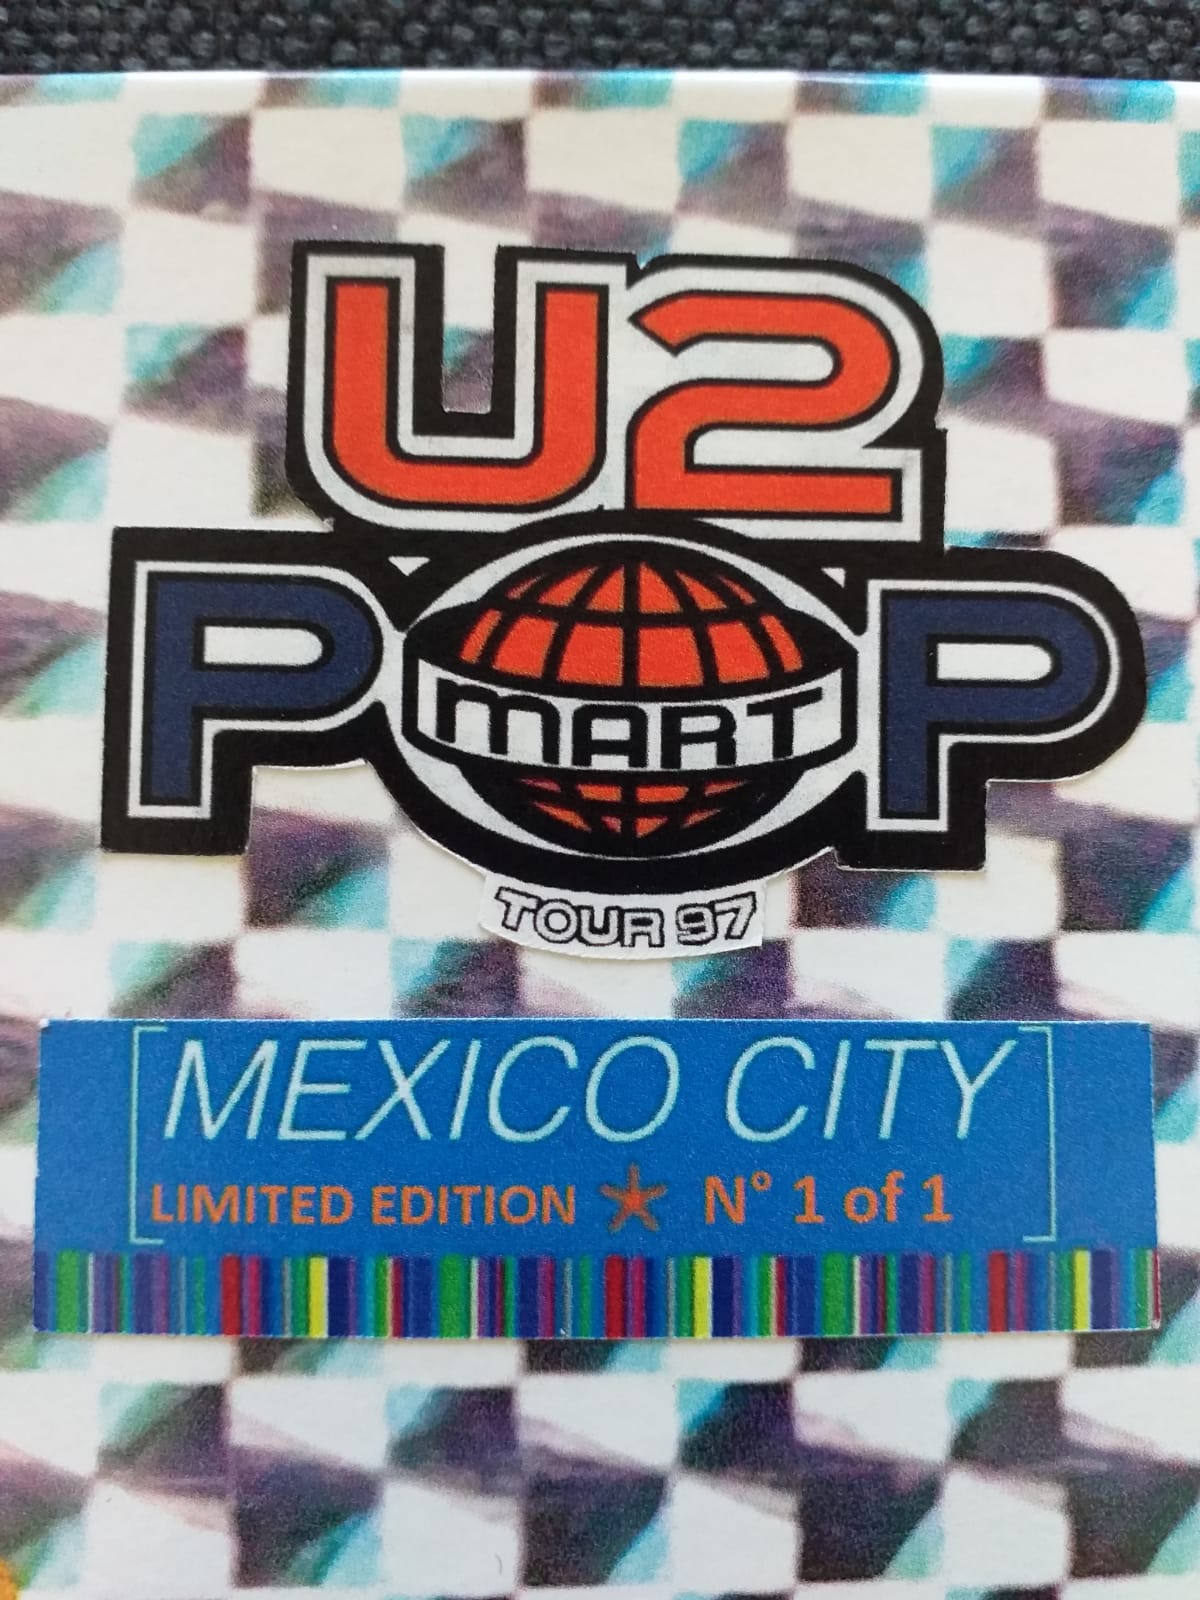 U2
POP
MART
TOUR 97
MEXICO CITY
LIMITED EDITION N° 1 of 1